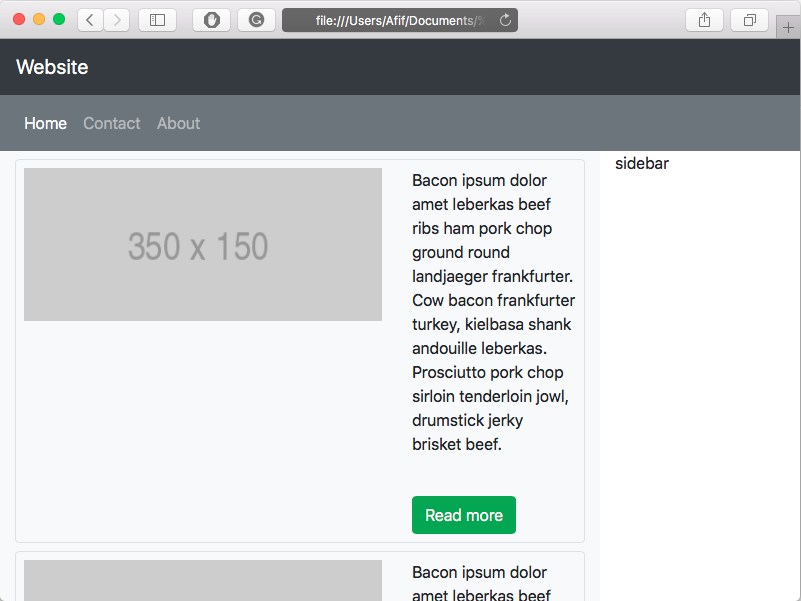 file:///Users/Afif/Documents/
Website
Home Contact About
sidebar
350 x 150
Bacon ipsum dolor
amet leberkas beef
ribs ham pork chop
ground round
landjaeger frankfurter.
Cow bacon frankfurter
turkey, kielbasa shank
andouille leberkas.
Prosciutto pork chop
sirloin tenderloin jowl,
drumstick jerky
brisket beef.
Read more
Bacon ipsum dolor
amet leberkas beef